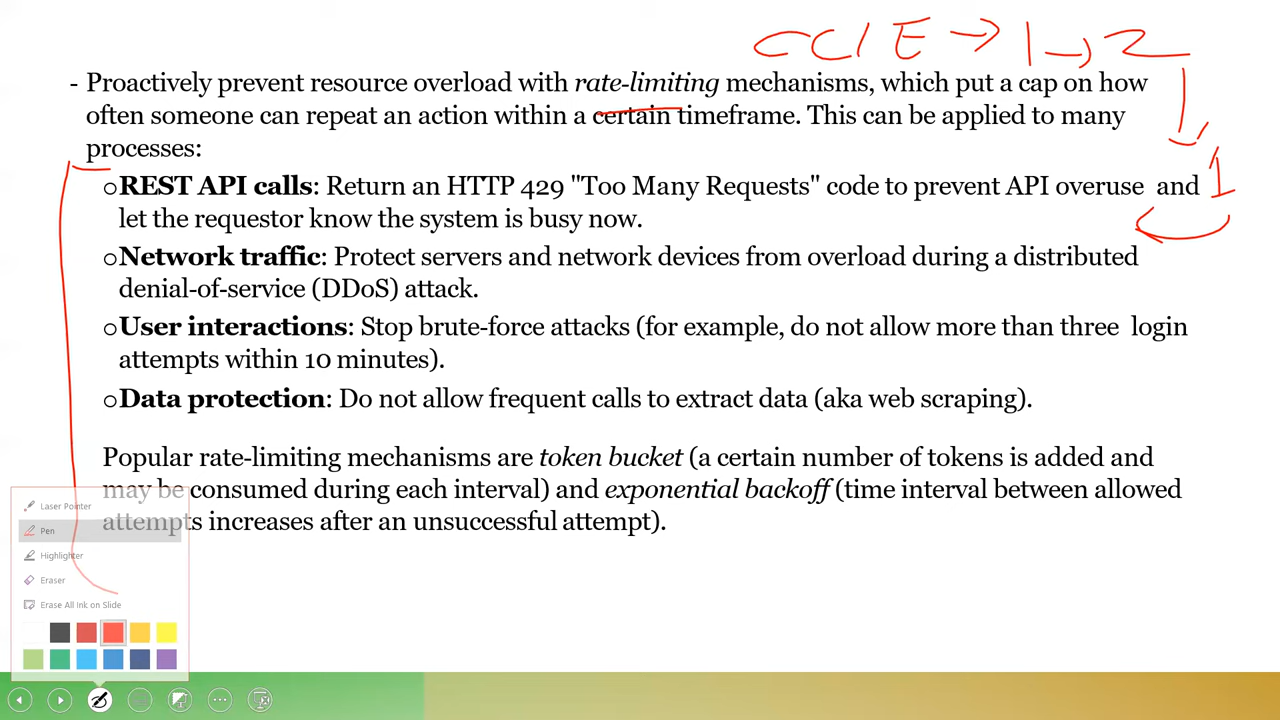 CCIE → 1 → 2
- Proactively prevent resource overload with rate-limiting mechanisms, which put a cap on how
often someone can repeat an action within a certain timeframe. This can be applied to many
processes:
1
oREST API calls: Return an HTTP 429 "Too Many Requests" code to prevent API overuse and
let the requestor know the system is busy now.
oNetwork traffic: Protect servers and network devices from overload during a distributed
denial-of-service (DDoS) attack.
oUser interactions: Stop brute-force attacks (for example, do not allow more than three login
attempts within 10 minutes).
oData protection: Do not allow frequent calls to extract data (aka web scraping).
Popular rate-limiting mechanisms are token bucket (a certain number of tokens is added and
may be consumed during each interval) and exponential backoff (time interval between allowed
attempts increases after an unsuccessful attempt).
Laser Pointer
Pen
Highlighter
Eraser
Erase All Ink on Slide